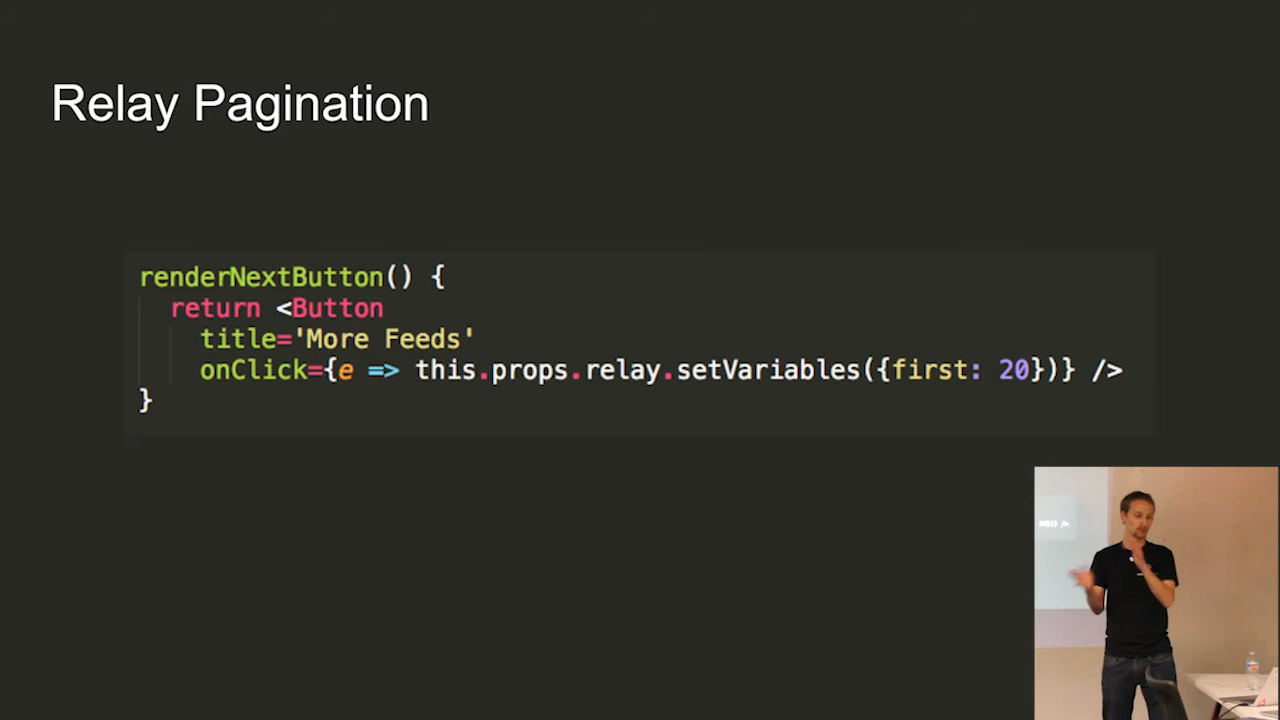 Relay Pagination
renderNextButton() {
return <Button
title='More Feeds'
onClick={e => this.props.relay.setVariables({first: 20})} />
}